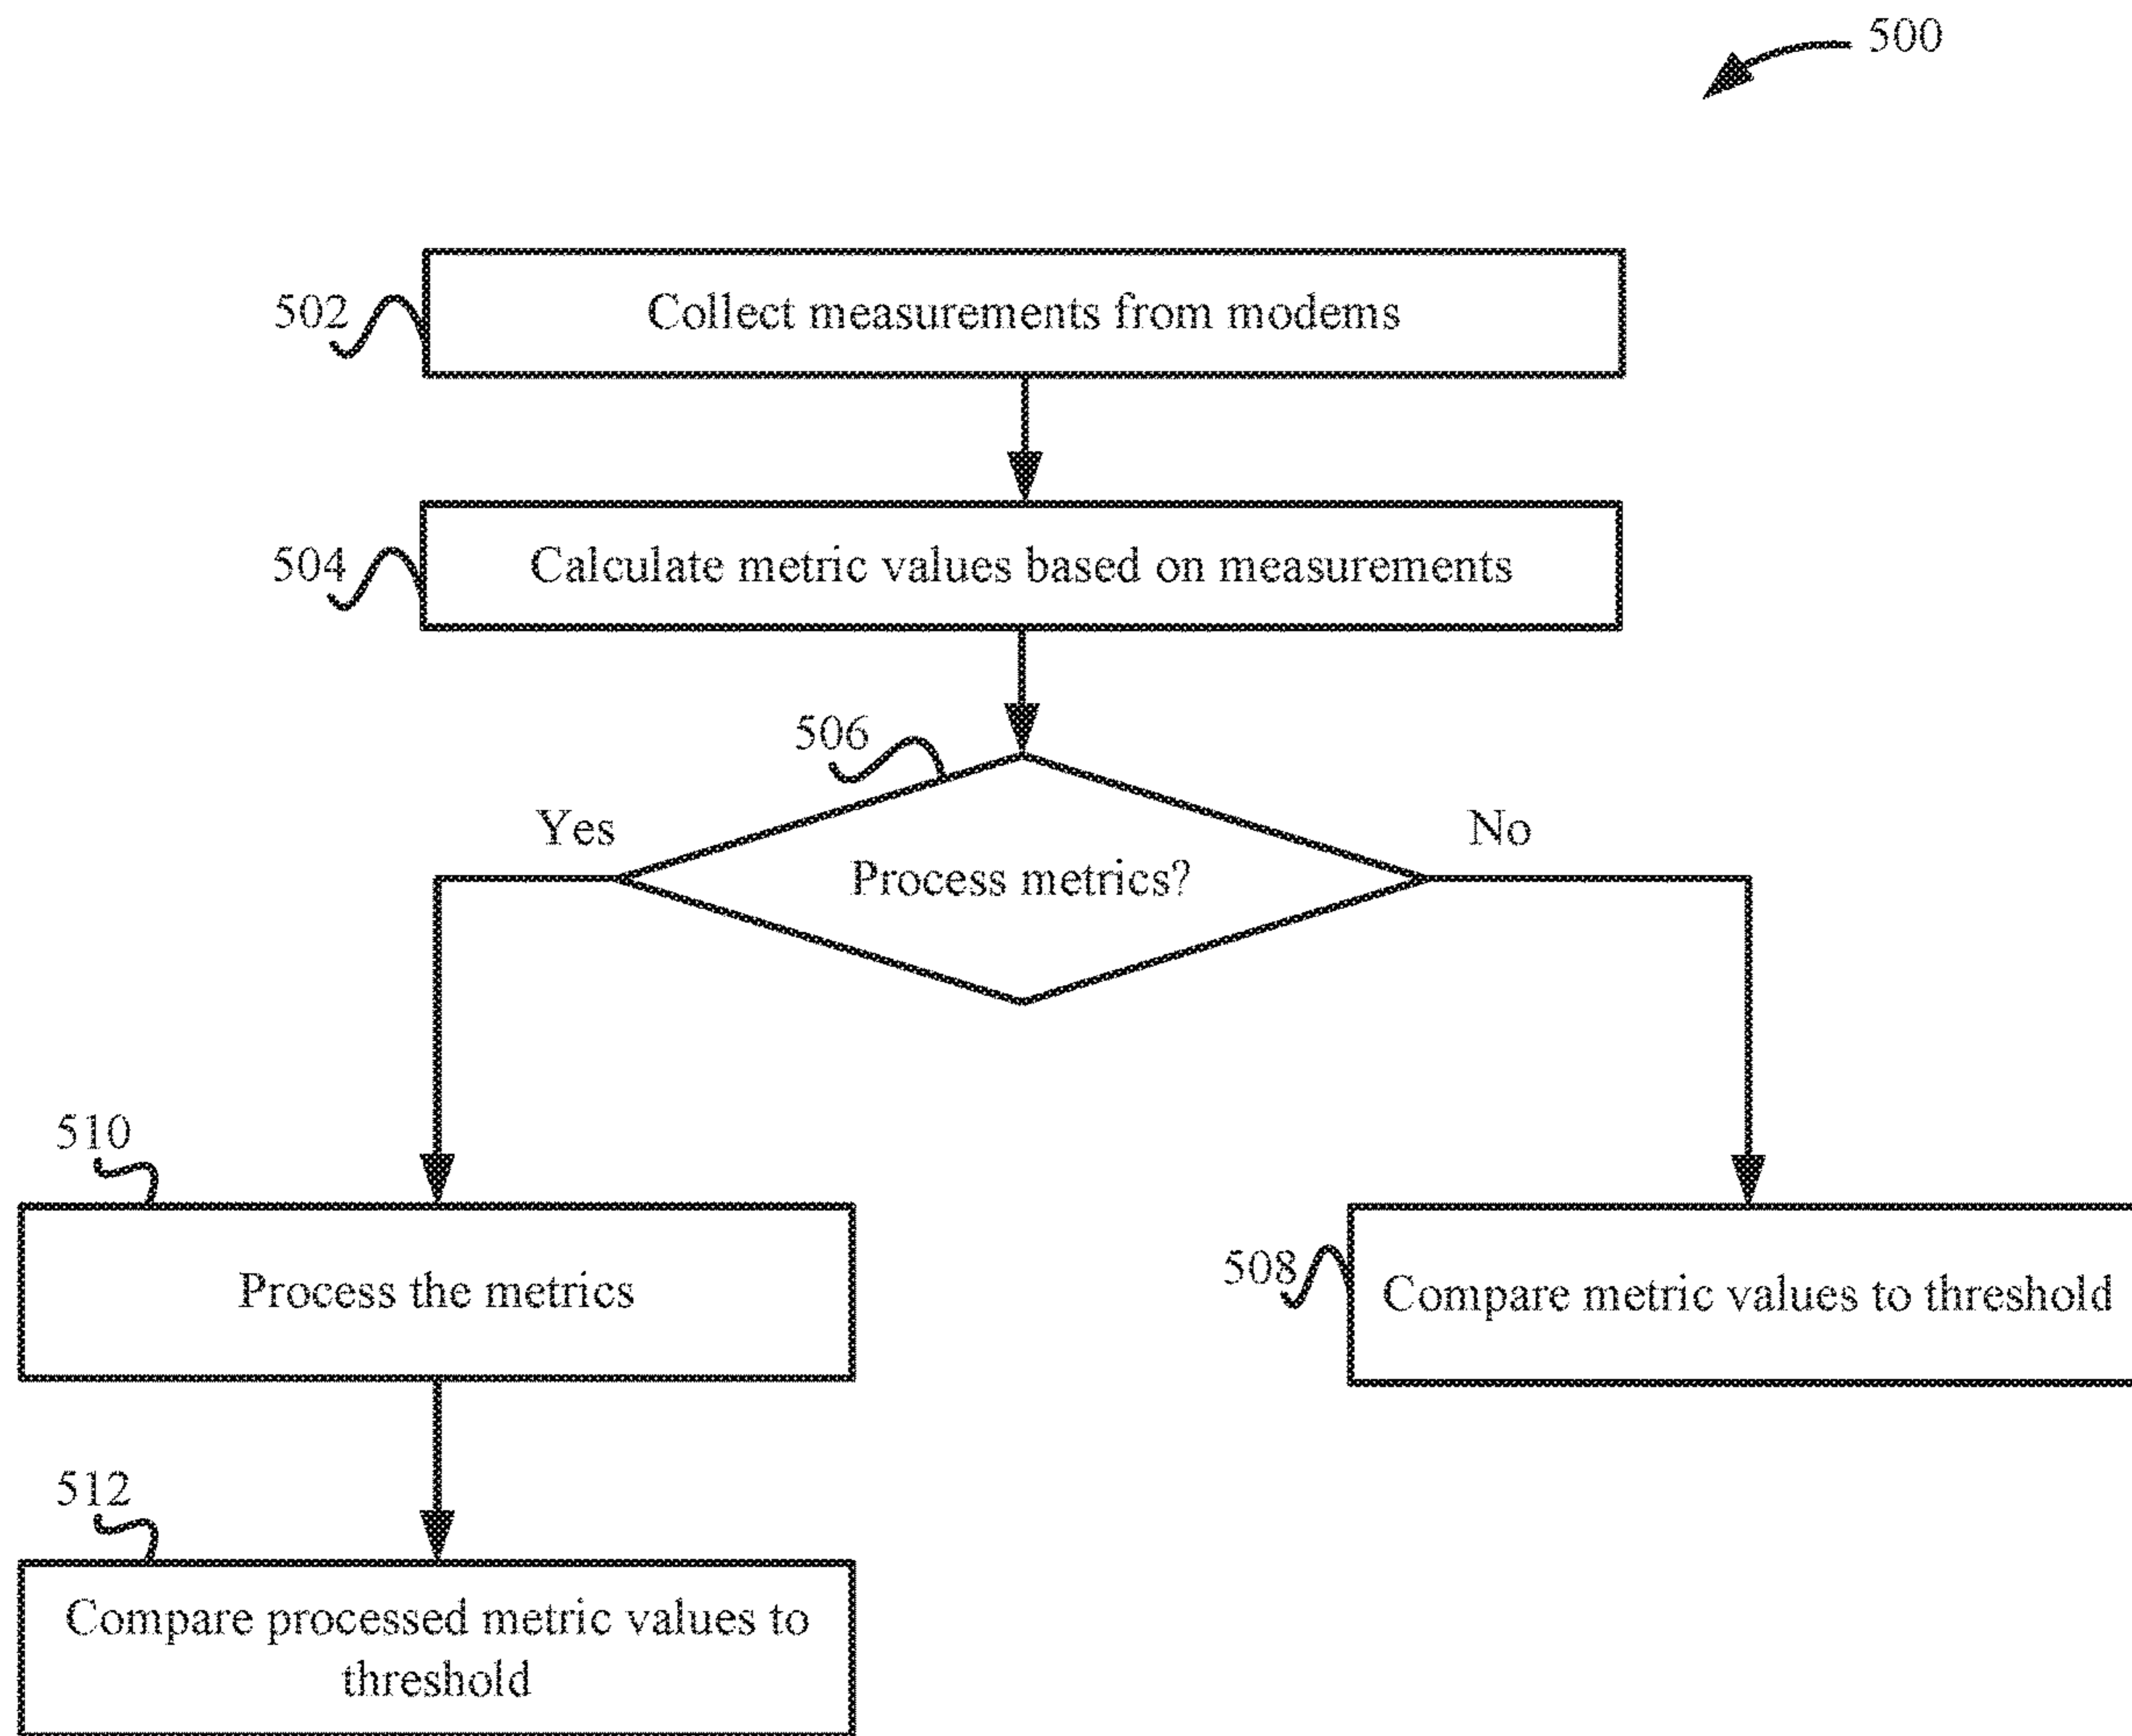 500
502
Collect measurements from modems
504
Calculate metric values based on measurements
506
Yes
No
Process metrics?
510
Process the metrics
508
Compare metric values to threshold
512
Compare processed metric values to
threshold